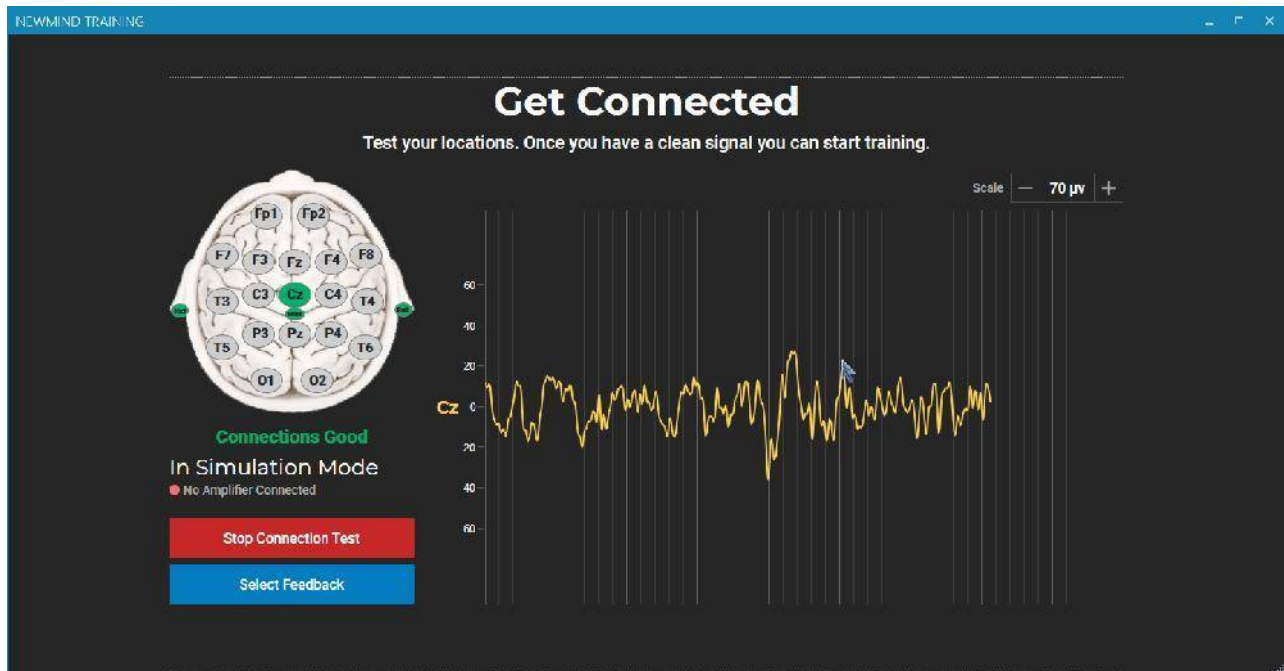 NEWMIND TRAINING
Get Connected
Test your locations. Once you have a clean signal you can start training.
Scale — 70 µv +
Fp1 Fp2
F7 F3 Fz F4 F8
T3 C3 Cz C4 T4
T5 P3 Pz P4 T6
O1 O2
Connections Good
In Simulation Mode
No Amplifier Connected
Stop Connection Test
Select Feedback
60
40
20
Cz 0
20
40
60